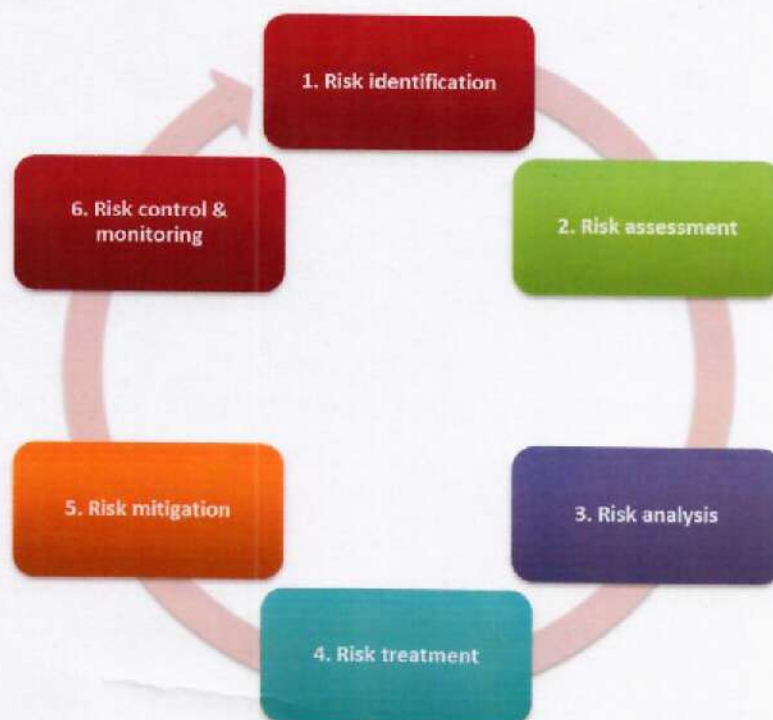 1. Risk identification
2. Risk assessment
3. Risk analysis
4. Risk treatment
5. Risk mitigation
6. Risk control &
monitoring